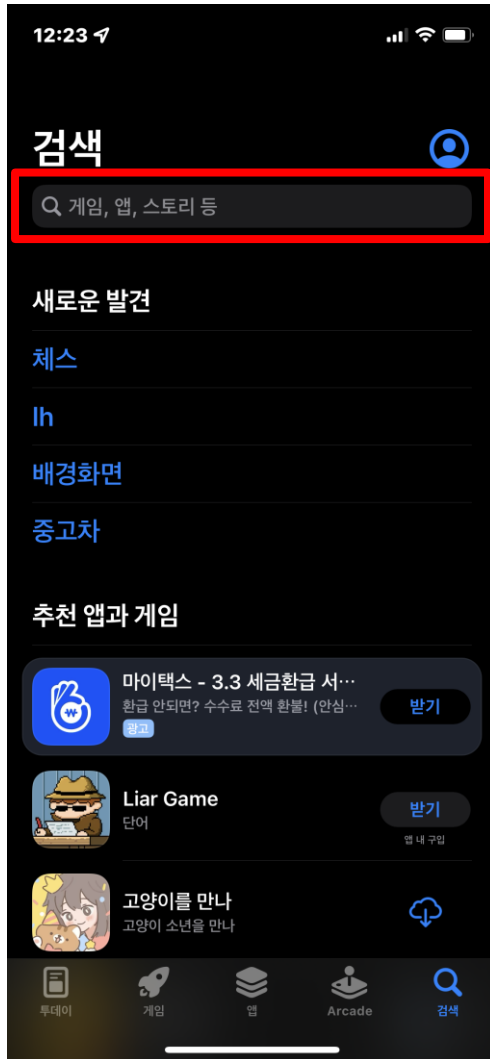 12:23
검색
게임, 앱, 스토리 등
새로운 발견
체스
lh
배경화면
중고차
추천 앱과 게임
마이택스 - 3.3 세금환급 서…
환급 안되면? 수수료 전액 환불! (안심…
광고
받기
Liar Game
단어
받기
앱 내 구입
고양이를 만나
고양이 소년을 만나
투데이
게임
앱
Arcade
검색